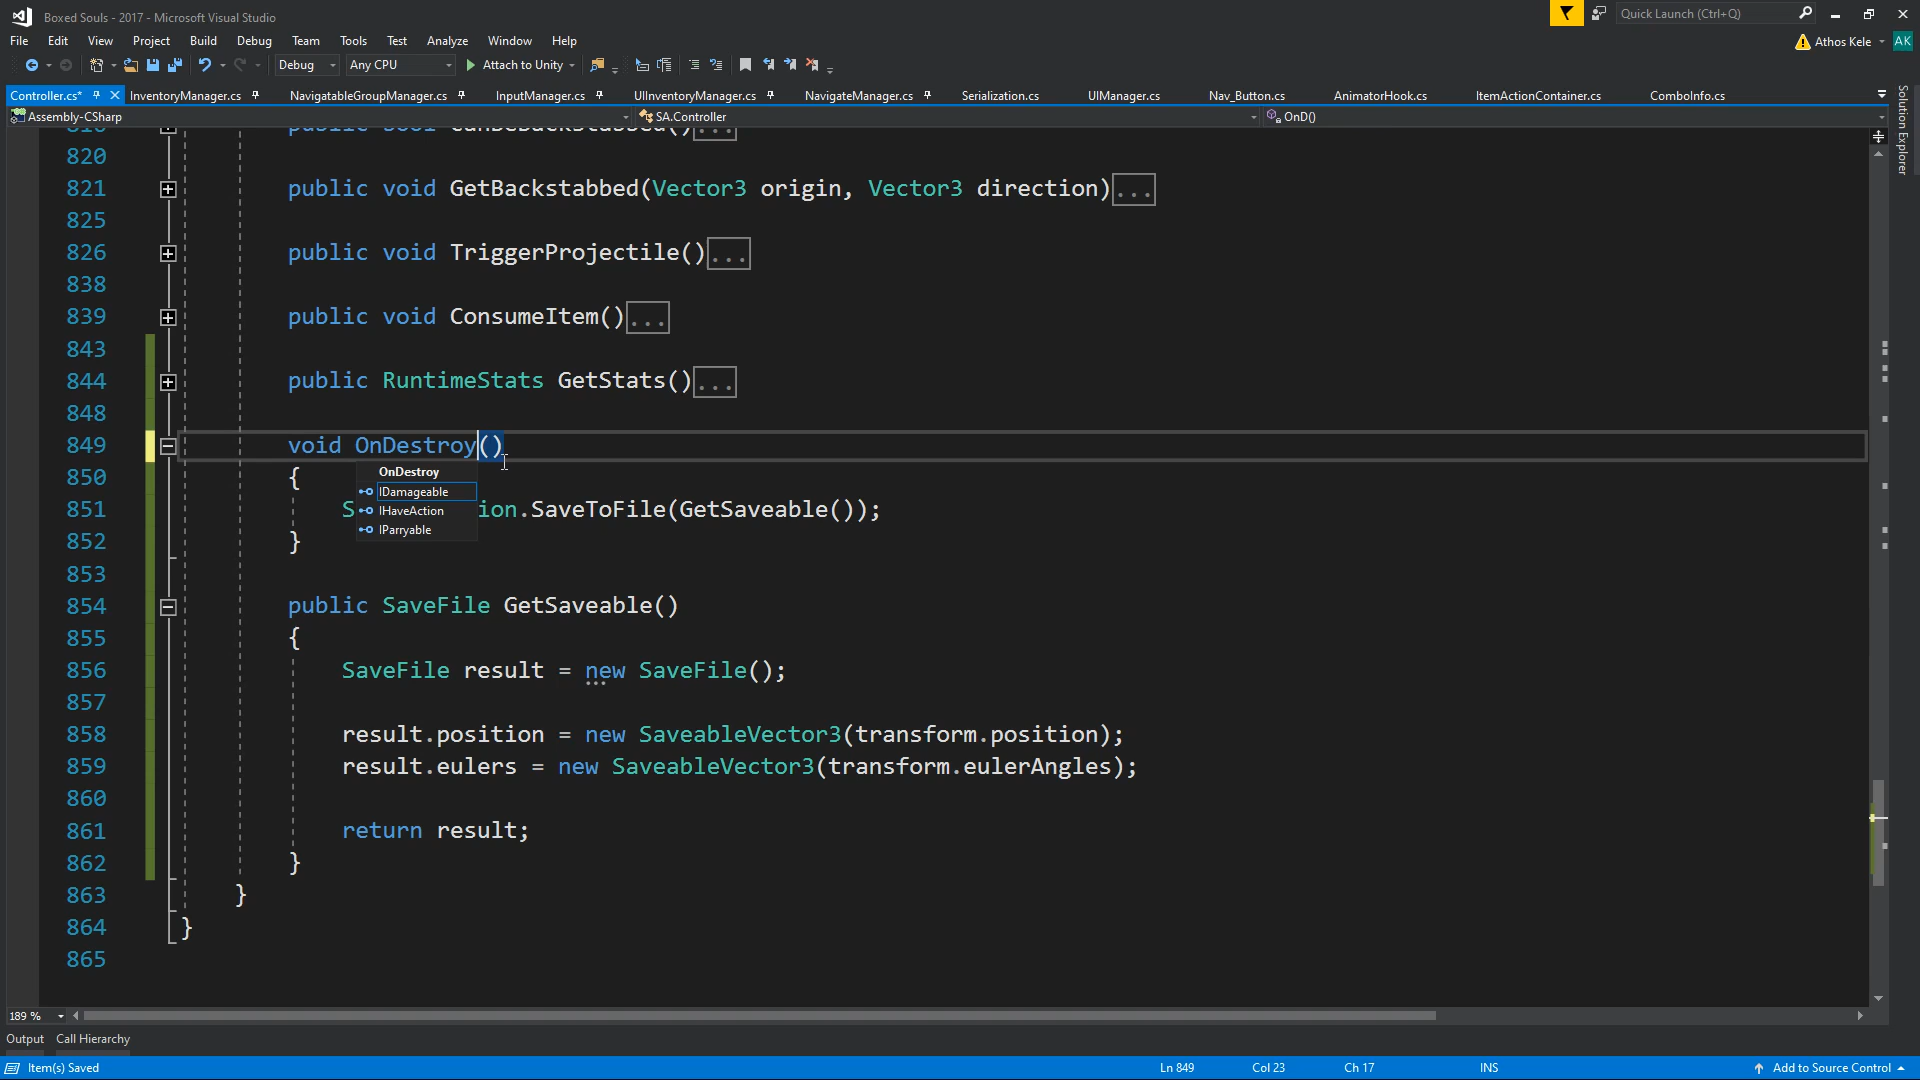 Boxed Souls - 2017 - Microsoft Visual Studio
Quick Launch (Ctrl+Q)
File Edit View Project Build Debug Team Tools Test Analyze Window Help
Athos Kele AK
Debug Any CPU Attach to Unity
Controller.cs* InventoryManager.cs NavigatableGroupManager.cs InputManager.cs UIInventoryManager.cs NavigateManager.cs Serialization.cs UIManager.cs Nav_Button.cs AnimatorHook.cs ItemActionContainer.cs ComboInfo.cs
Solution Explorer
Assembly-CSharp SA.Controller OnD()
820
821 public void GetBackstabbed(Vector3 origin, Vector3 direction)...
825
826 public void TriggerProjectile()...
838
839 public void ConsumeItem()...
843
844 public RuntimeStats GetStats()...
848
849 void OnDestroy()
OnDestroy
850 {
IDamageable
851 S ion.SaveToFile(GetSaveable());
IHaveAction
IParryable
852 }
853
854 public SaveFile GetSaveable()
855 {
856 SaveFile result = new SaveFile();
857
858 result.position = new SaveableVector3(transform.position);
859 result.eulers = new SaveableVector3(transform.eulerAngles);
860
861 return result;
862 }
863 }
864 }
865
189 %
Output Call Hierarchy
Item(s) Saved Ln 849 Col 23 Ch 17 INS Add to Source Control